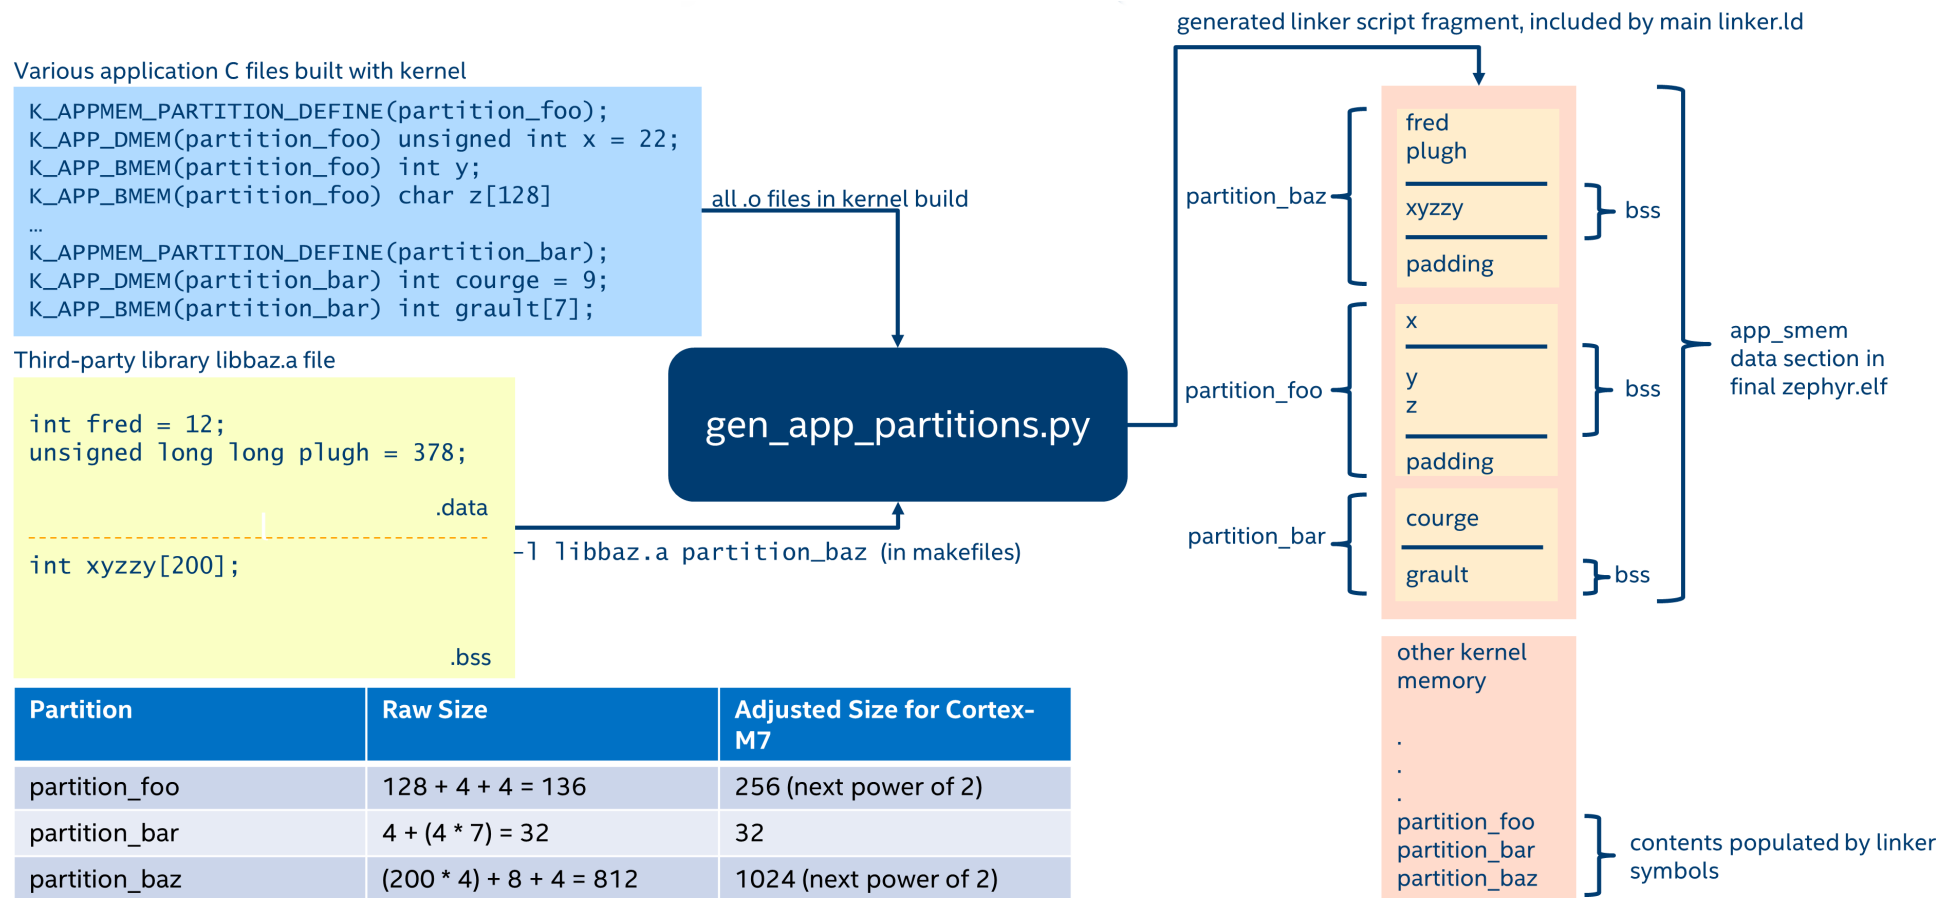 generated linker script fragment, included by main linker.ld
Various application C files built with kernel
K_APPMEM_PARTITION_DEFINE(partition_foo);
K_APP_DMEM(partition_foo) unsigned int x = 22;
K_APP_BMEM(partition_foo) int y;
K_APP_BMEM(partition_foo) char z[128]
…
K_APPMEM_PARTITION_DEFINE(partition_bar);
K_APP_DMEM(partition_bar) int courge = 9;
K_APP_BMEM(partition_bar) int grault[7];
all .o files in kernel build
Third-party library libbaz.a file
int fred = 12;
unsigned long long plugh = 378;
.data
int xyzzy[200];
.bss
-l libbaz.a partition_baz (in makefiles)
gen_app_partitions.py
partition_baz
fred
plugh
xyzzy
padding
bss
partition_foo
x
y
z
padding
bss
partition_bar
courge
grault
bss
app_smem
data section in
final zephyr.elf
other kernel
memory
.
.
.
partition_foo
partition_bar
partition_baz
contents populated by linker
symbols
Partition Raw Size Adjusted Size for Cortex-
M7
partition_foo 128 + 4 + 4 = 136 256 (next power of 2)
partition_bar 4 + (4 * 7) = 32 32
partition_baz (200 * 4) + 8 + 4 = 812 1024 (next power of 2)